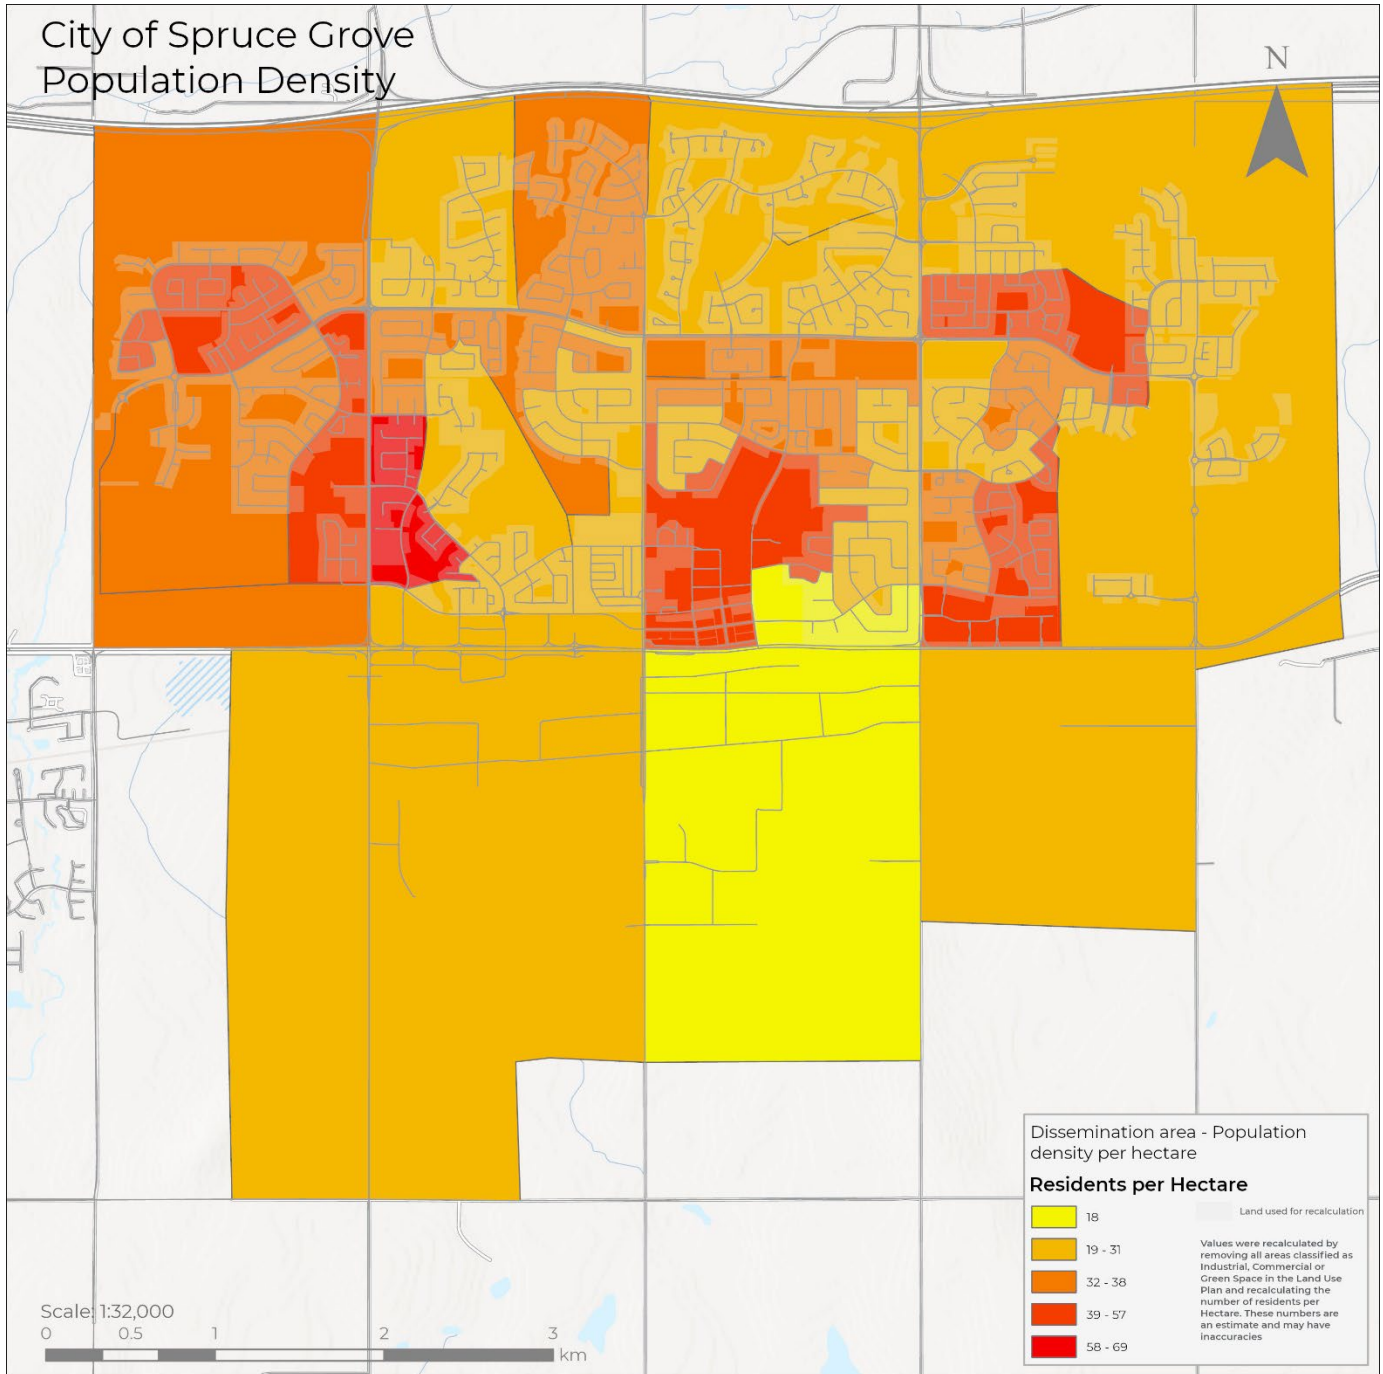 City of Spruce Grove
Population Density
N
Dissemination area - Population
density per hectare
Residents per Hectare
18
19 - 31
32 - 38
39 - 57
58 - 69
Land used for recalculation
Values were recalculated by
removing all areas classified as
Industrial, Commercial or
Green Space in the Land Use
Plan and recalculating the
number of residents per
Hectare. These numbers are
an estimate and may have
inaccuracies
Scale: 1:32,000
0 0.5 1 2 3
km